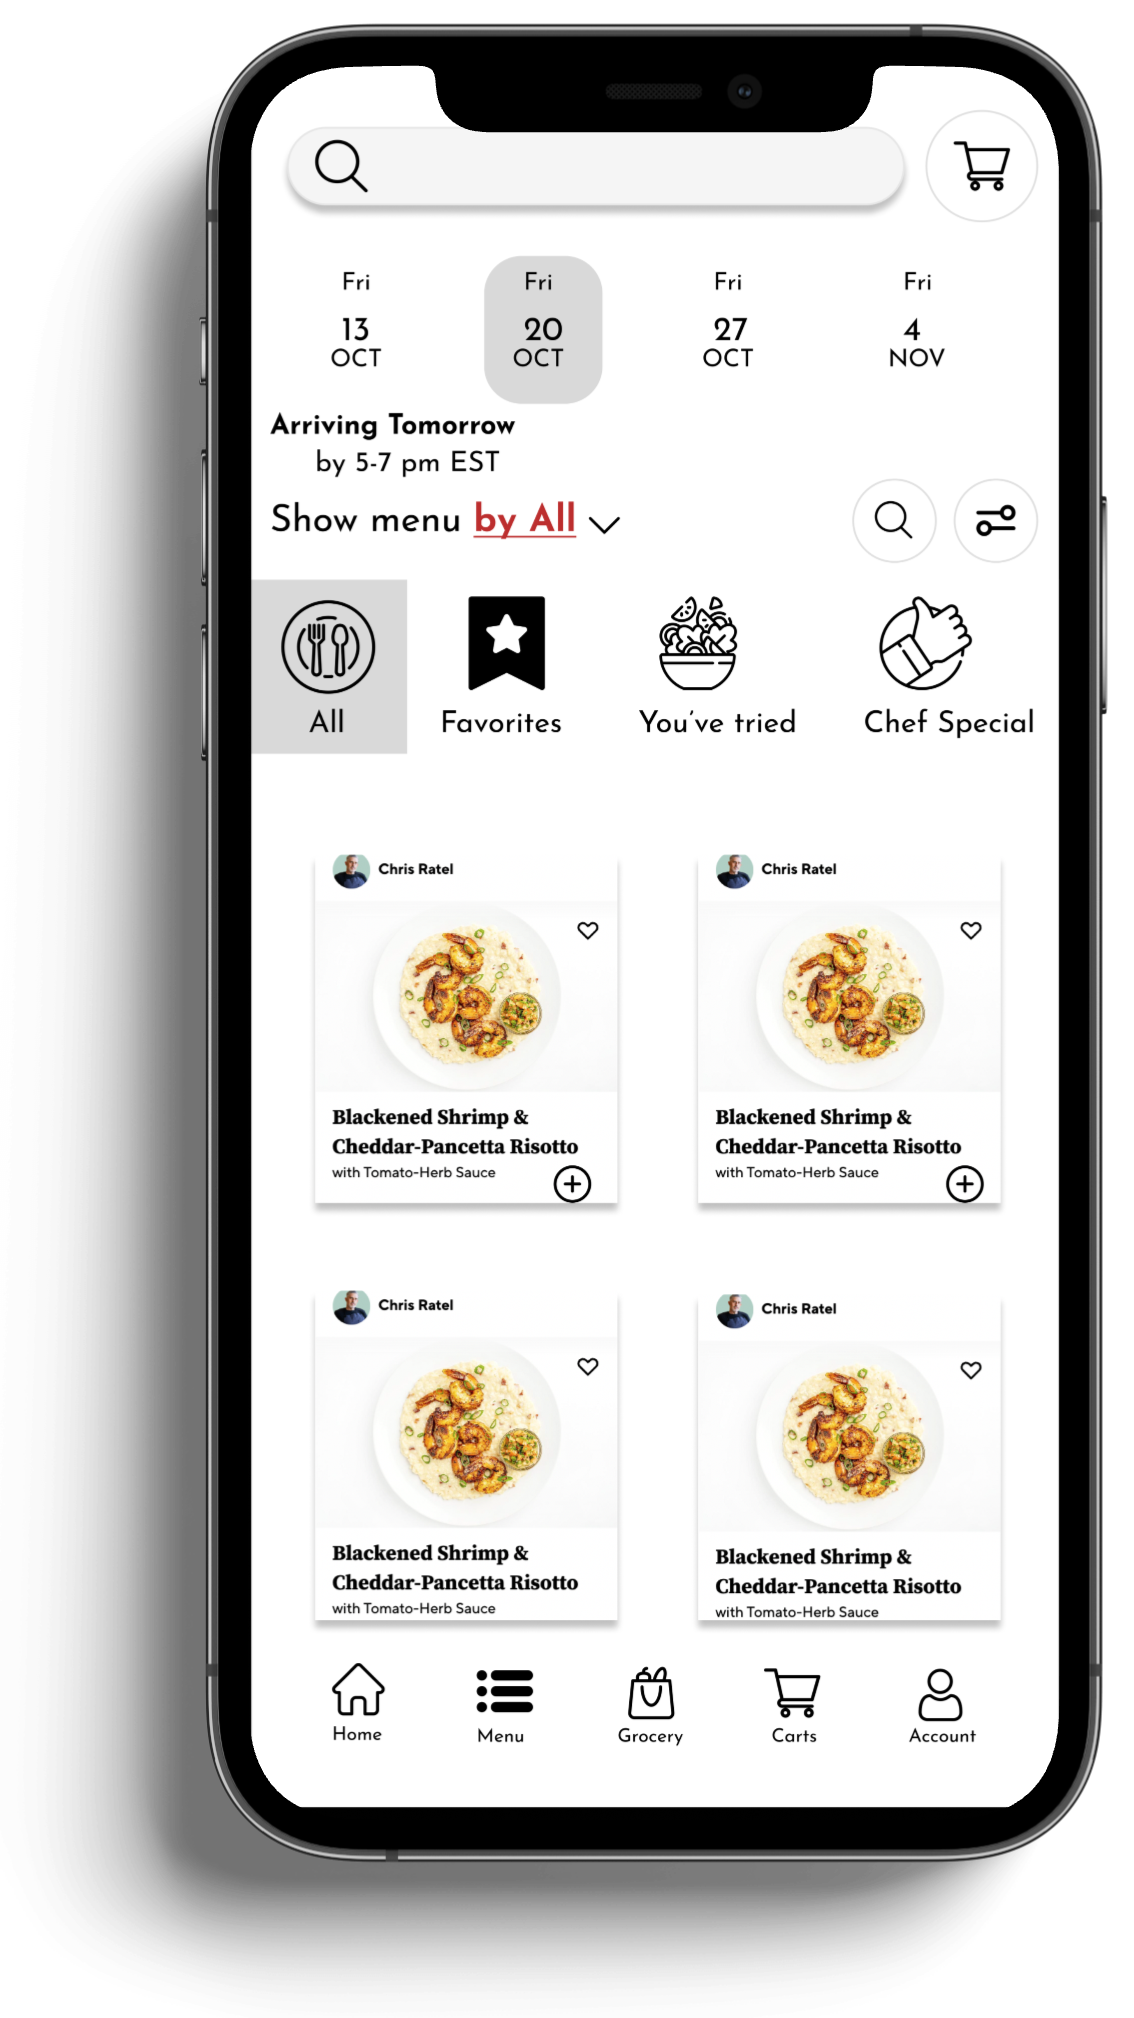 Fri Fri Fri Fri
13 20 27 4
OCT OCT OCT NOV
Arriving Tomorrow
by 5-7 pm EST
Show menu by All
All Favorites You've tried Chef Special
Chris Ratel
Blackened Shrimp &
Cheddar-Pancetta Risotto
with Tomato-Herb Sauce
Chris Ratel
Blackened Shrimp &
Cheddar-Pancetta Risotto
with Tomato-Herb Sauce
Chris Ratel
Blackened Shrimp &
Cheddar-Pancetta Risotto
with Tomato-Herb Sauce
Chris Ratel
Blackened Shrimp &
Cheddar-Pancetta Risotto
with Tomato-Herb Sauce
Home Menu Grocery Carts Account